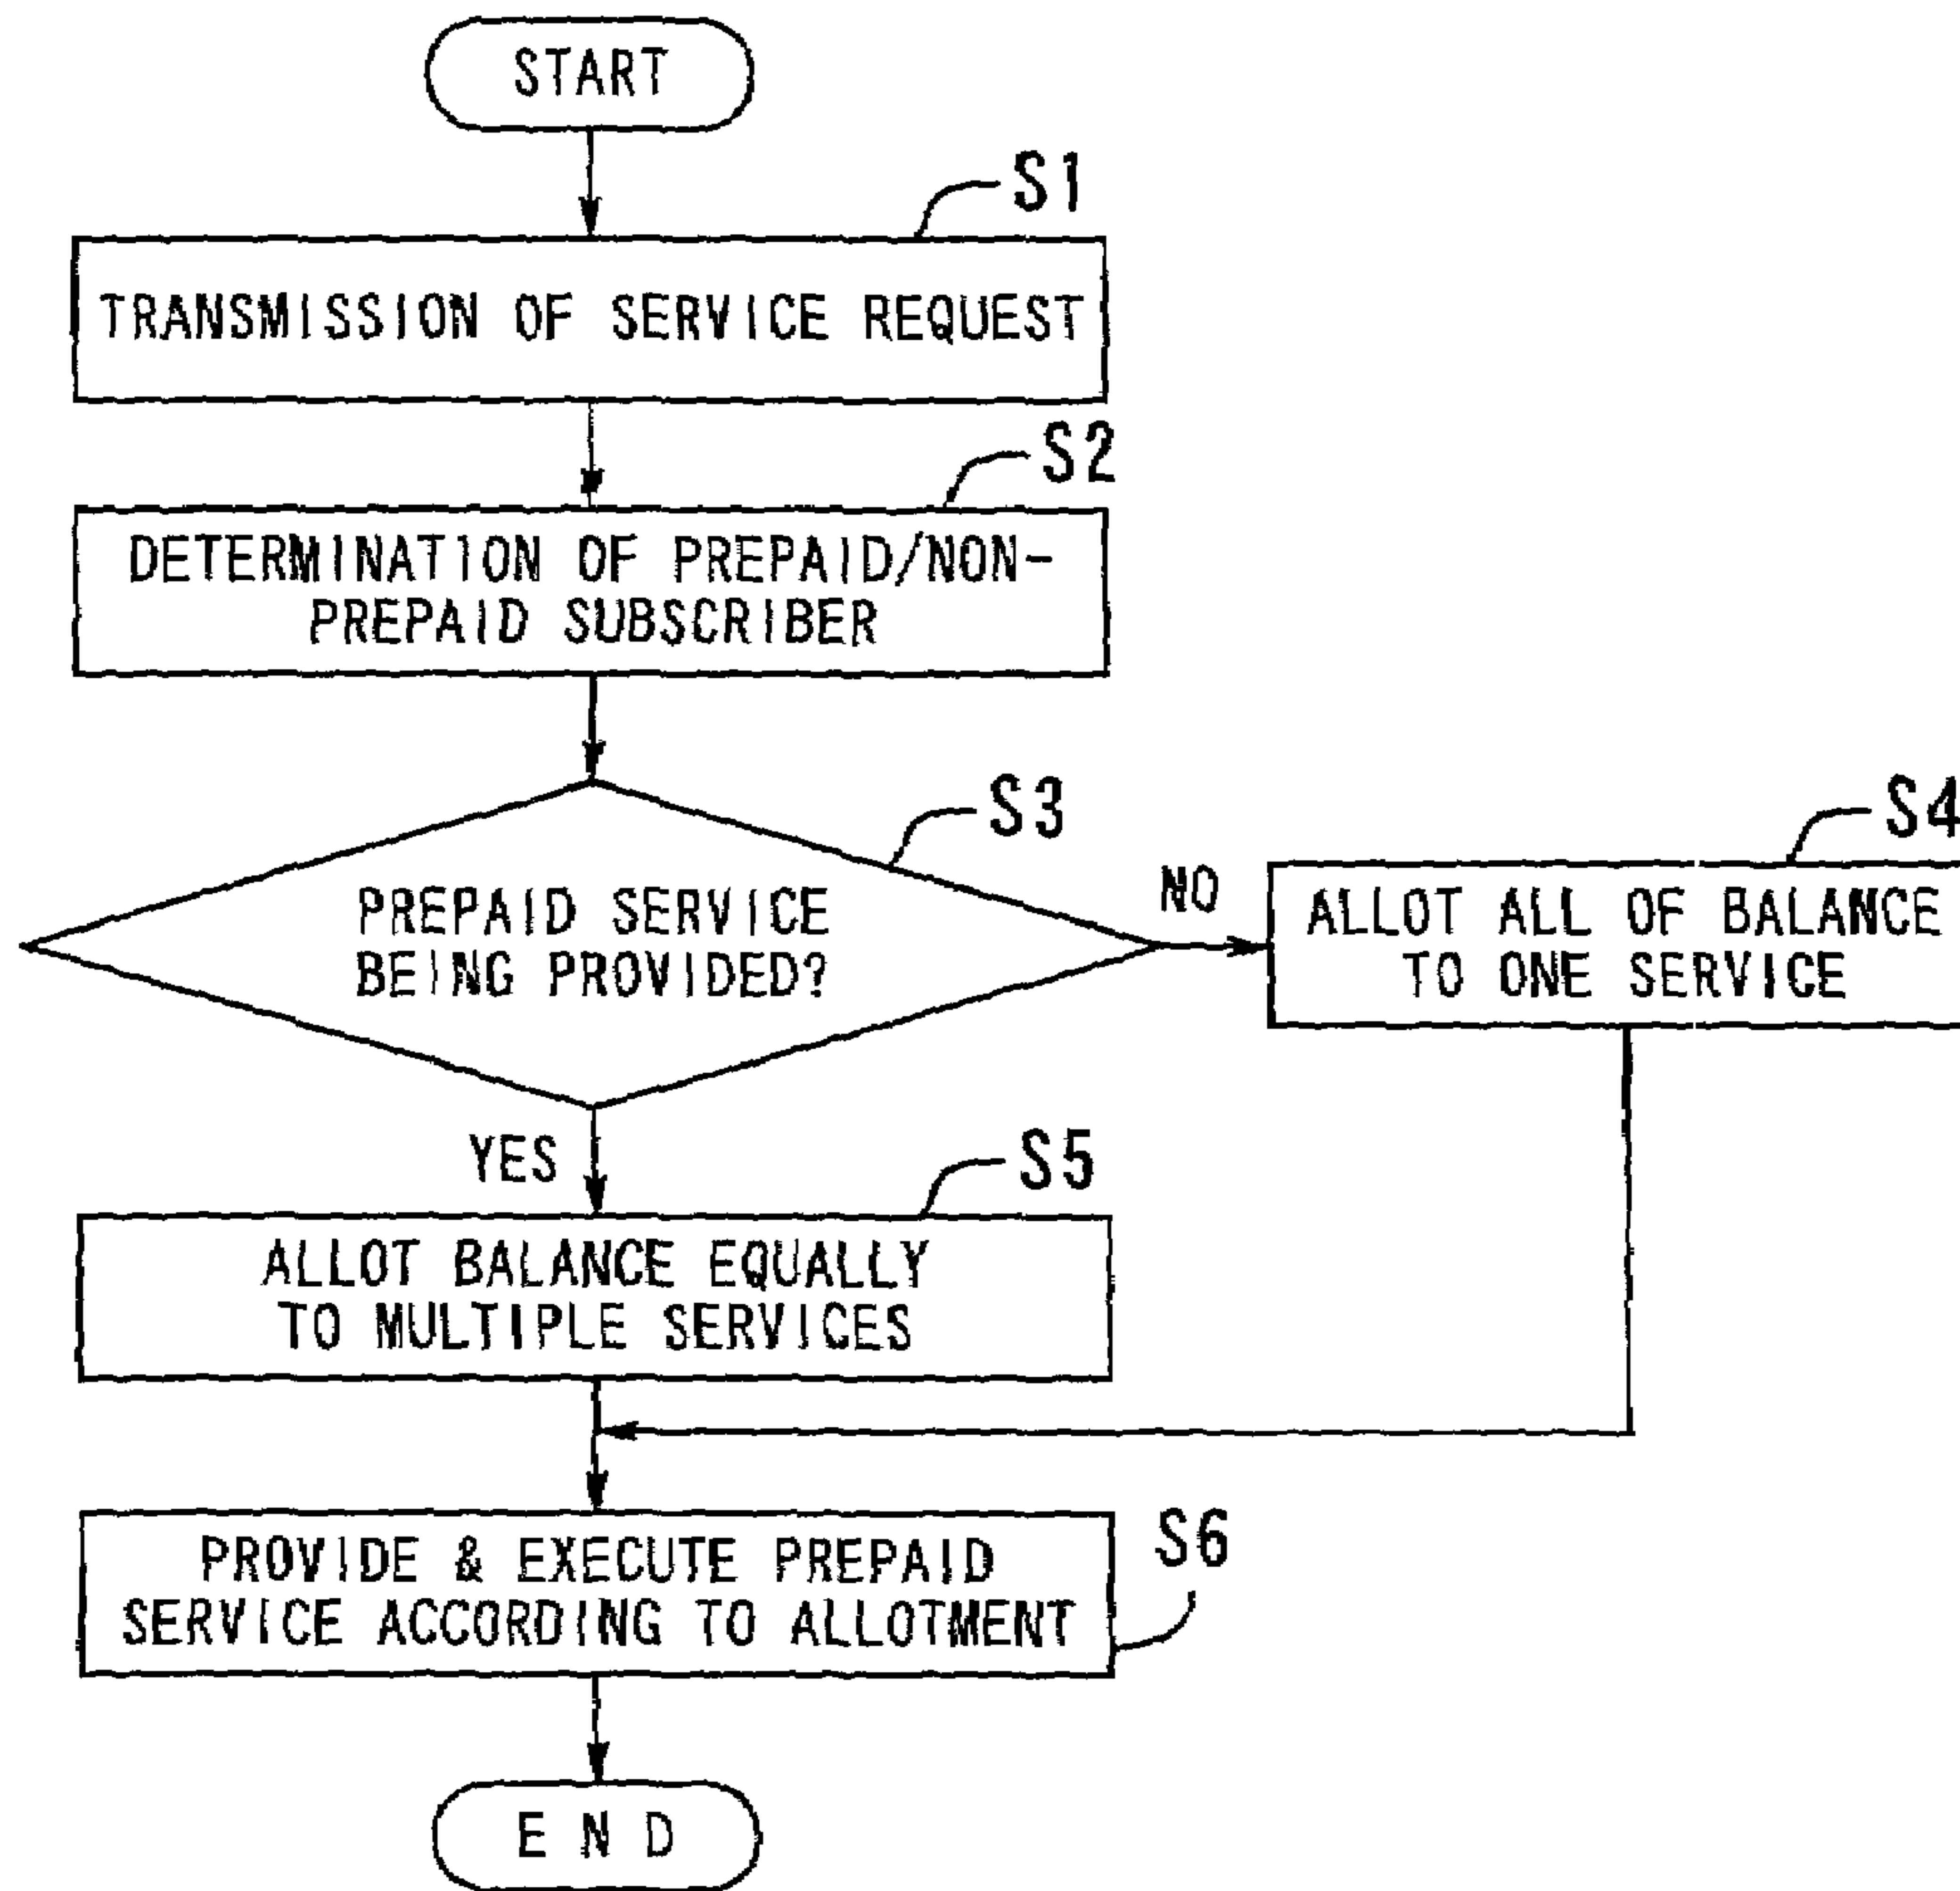 START
S1
TRANSMISSION OF SERVICE REQUEST
S2
DETERMINATION OF PREPAID/NON-
PREPAID SUBSCRIBER
S3
PREPAID SERVICE
BEING PROVIDED?
NO
S4
ALLOT ALL OF BALANCE
TO ONE SERVICE
YES
S5
ALLOT BALANCE EQUALLY
TO MULTIPLE SERVICES
S6
PROVIDE & EXECUTE PREPAID
SERVICE ACCORDING TO ALLOTMENT
END